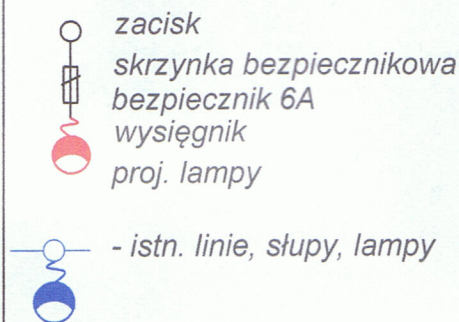 zacisk
skrzynka bezpiecznikowa
bezpiecznik 6A
wysięgnik
proj. lampy
- istn. linie, słupy, lampy